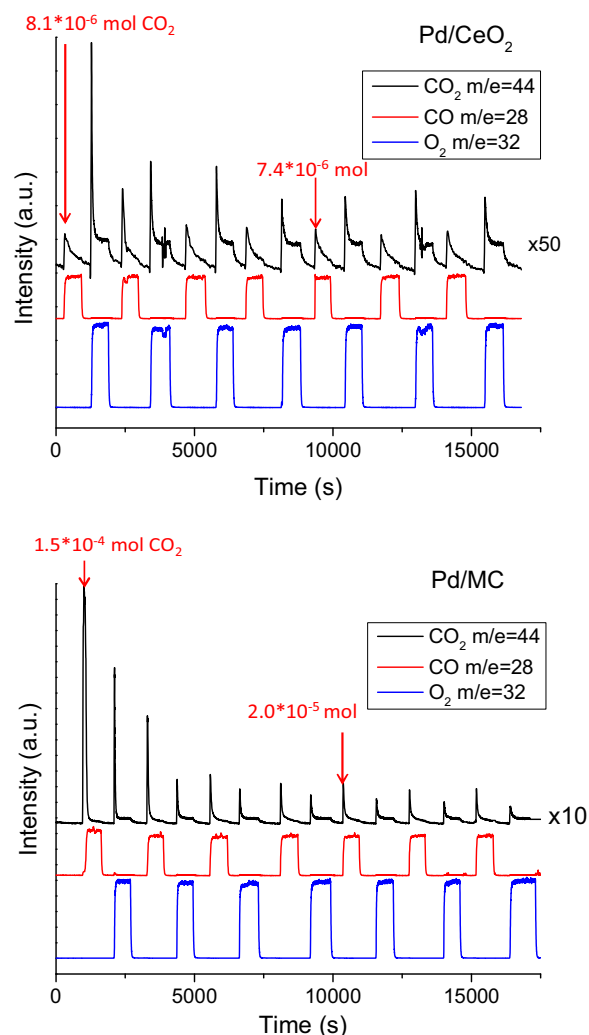 8.1*10⁻⁶ mol CO₂
Pd/CeO₂
CO₂ m/e=44
CO m/e=28
O₂ m/e=32
7.4*10⁻⁶ mol
x50
Intensity (a.u.)
0 5000 10000 15000
Time (s)
1.5*10⁻⁴ mol CO₂
Pd/MC
CO₂ m/e=44
CO m/e=28
O₂ m/e=32
2.0*10⁻⁵ mol
x10
Intensity (a.u.)
0 5000 10000 15000
Time (s)